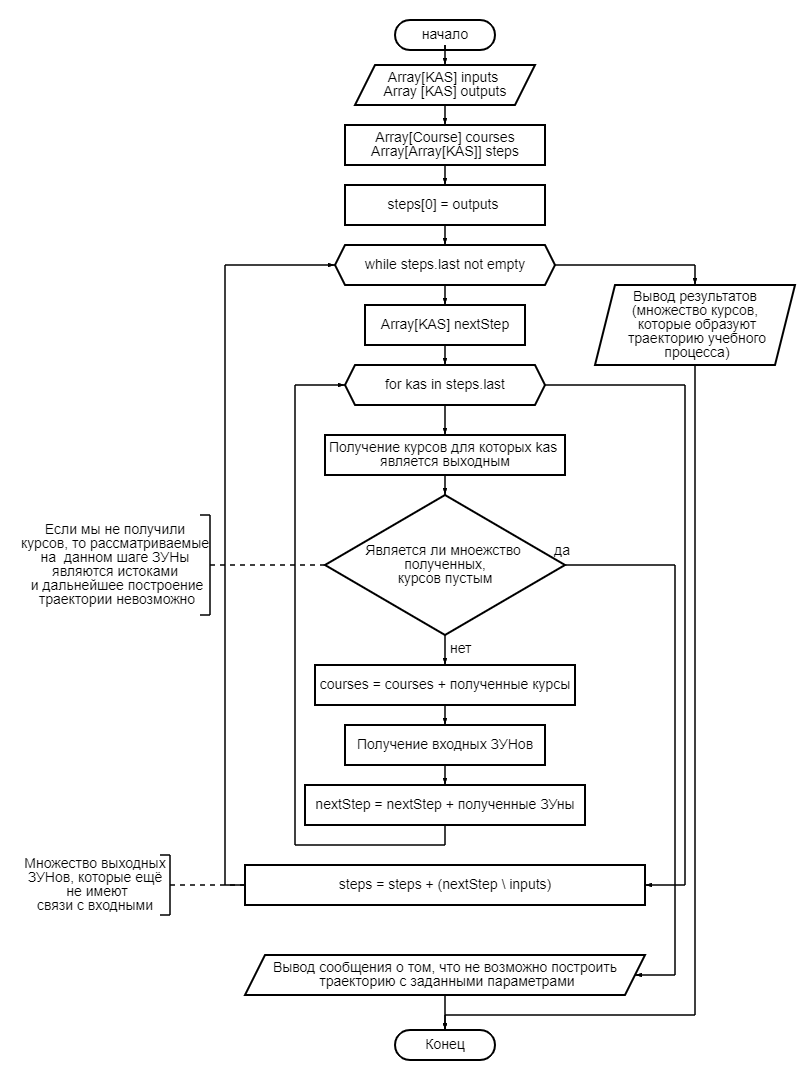 начало
Array[KAS] inputs
Array [KAS] outputs
Array[Course] courses
Array[Array[KAS]] steps
steps[0] = outputs
while steps.last not empty
Вывод результатов
(множество курсов,
которые образуют
траекторию учебного
процесса)
Array[KAS] nextStep
for kas in steps.last
Получение курсов для которых kas
является выходным
Если мы не получили
курсов, то рассматриваемые
на данном шаге ЗУНы
являются истоками
и дальнейшее построение
траектории невозможно
Является ли мноежство
полученных,
курсов пустым
да
нет
courses = courses + полученные курсы
Получение входных ЗУНов
nextStep = nextStep + полученные ЗУны
Множество выходных
ЗУНов, которые ещё
не имеют
связи с входными
steps = steps + (nextStep \ inputs)
Вывод сообщения о том, что не возможно построить
траекторию с заданными параметрами
Конец